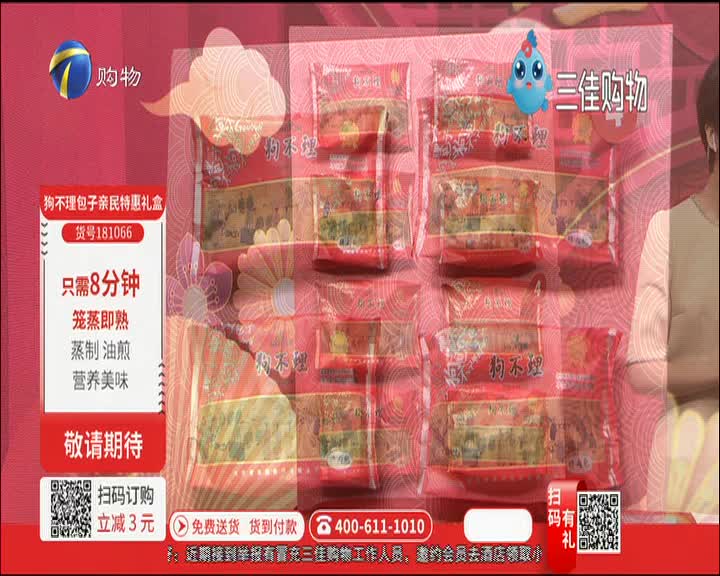 购物
三佳购物
狗不理
狗不理
狗不理
狗不理
狗不理包子亲民特惠礼盒
货号181066
只需8分钟
笼蒸即熟
蒸制 油煎
营养美味
敬请期待
扫码订购
立减3元
免费送货 货到付款
400-611-1010
扫码
有礼
近期接到举报有冒充三佳购物工作人员，邀约会员去酒店领取小